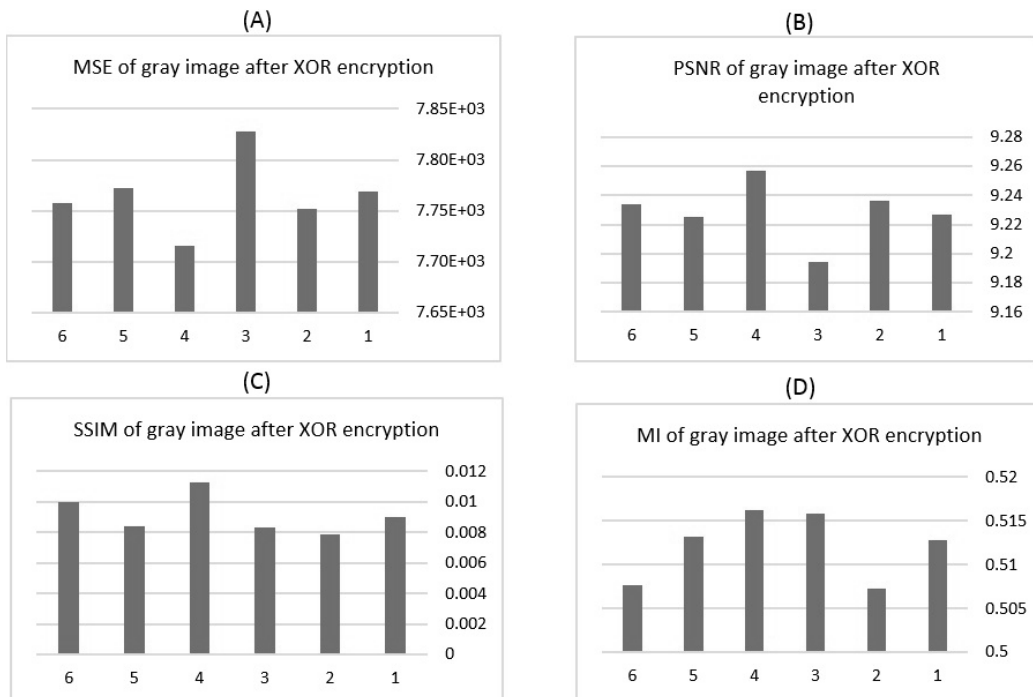 (A)
MSE of gray image after XOR encryption
7.85E+03
7.80E+03
7.75E+03
7.70E+03
7.65E+03
6 5 4 3 2 1
(B)
PSNR of gray image after XOR
encryption
9.28
9.26
9.24
9.22
9.2
9.18
9.16
6 5 4 3 2 1
(C)
SSIM of gray image after XOR encryption
0.012
0.01
0.008
0.006
0.004
0.002
0
6 5 4 3 2 1
(D)
MI of gray image after XOR encryption
0.52
0.515
0.51
0.505
0.5
6 5 4 3 2 1